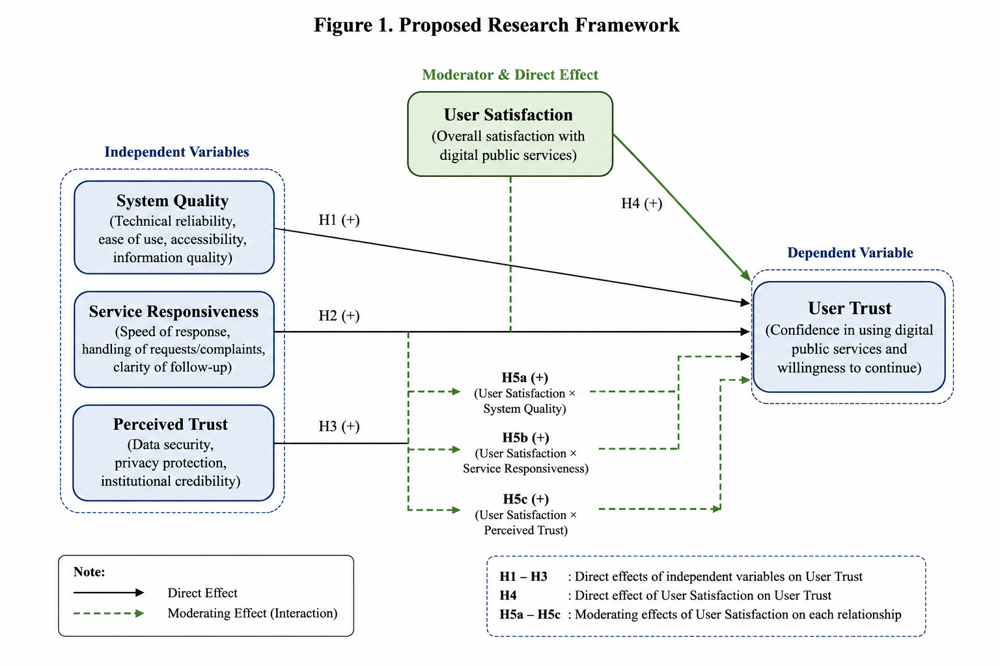 Figure 1. Proposed Research Framework
Moderator & Direct Effect
User Satisfaction
(Overall satisfaction with
digital public services)
Independent Variables
System Quality
(Technical reliability,
ease of use, accessibility,
information quality)
Service Responsiveness
(Speed of response,
handling of requests/complaints,
clarity of follow-up)
Perceived Trust
(Data security,
privacy protection,
institutional credibility)
H1 (+)
H2 (+)
H3 (+)
H4 (+)
H5a (+)
(User Satisfaction ×
System Quality)
H5b (+)
(User Satisfaction ×
Service Responsiveness)
H5c (+)
(User Satisfaction ×
Perceived Trust)
Dependent Variable
User Trust
(Confidence in using digital
public services and
willingness to continue)
Note:
Direct Effect
Moderating Effect (Interaction)
H1 – H3 : Direct effects of independent variables on User Trust
H4 : Direct effect of User Satisfaction on User Trust
H5a – H5c : Moderating effects of User Satisfaction on each relationship